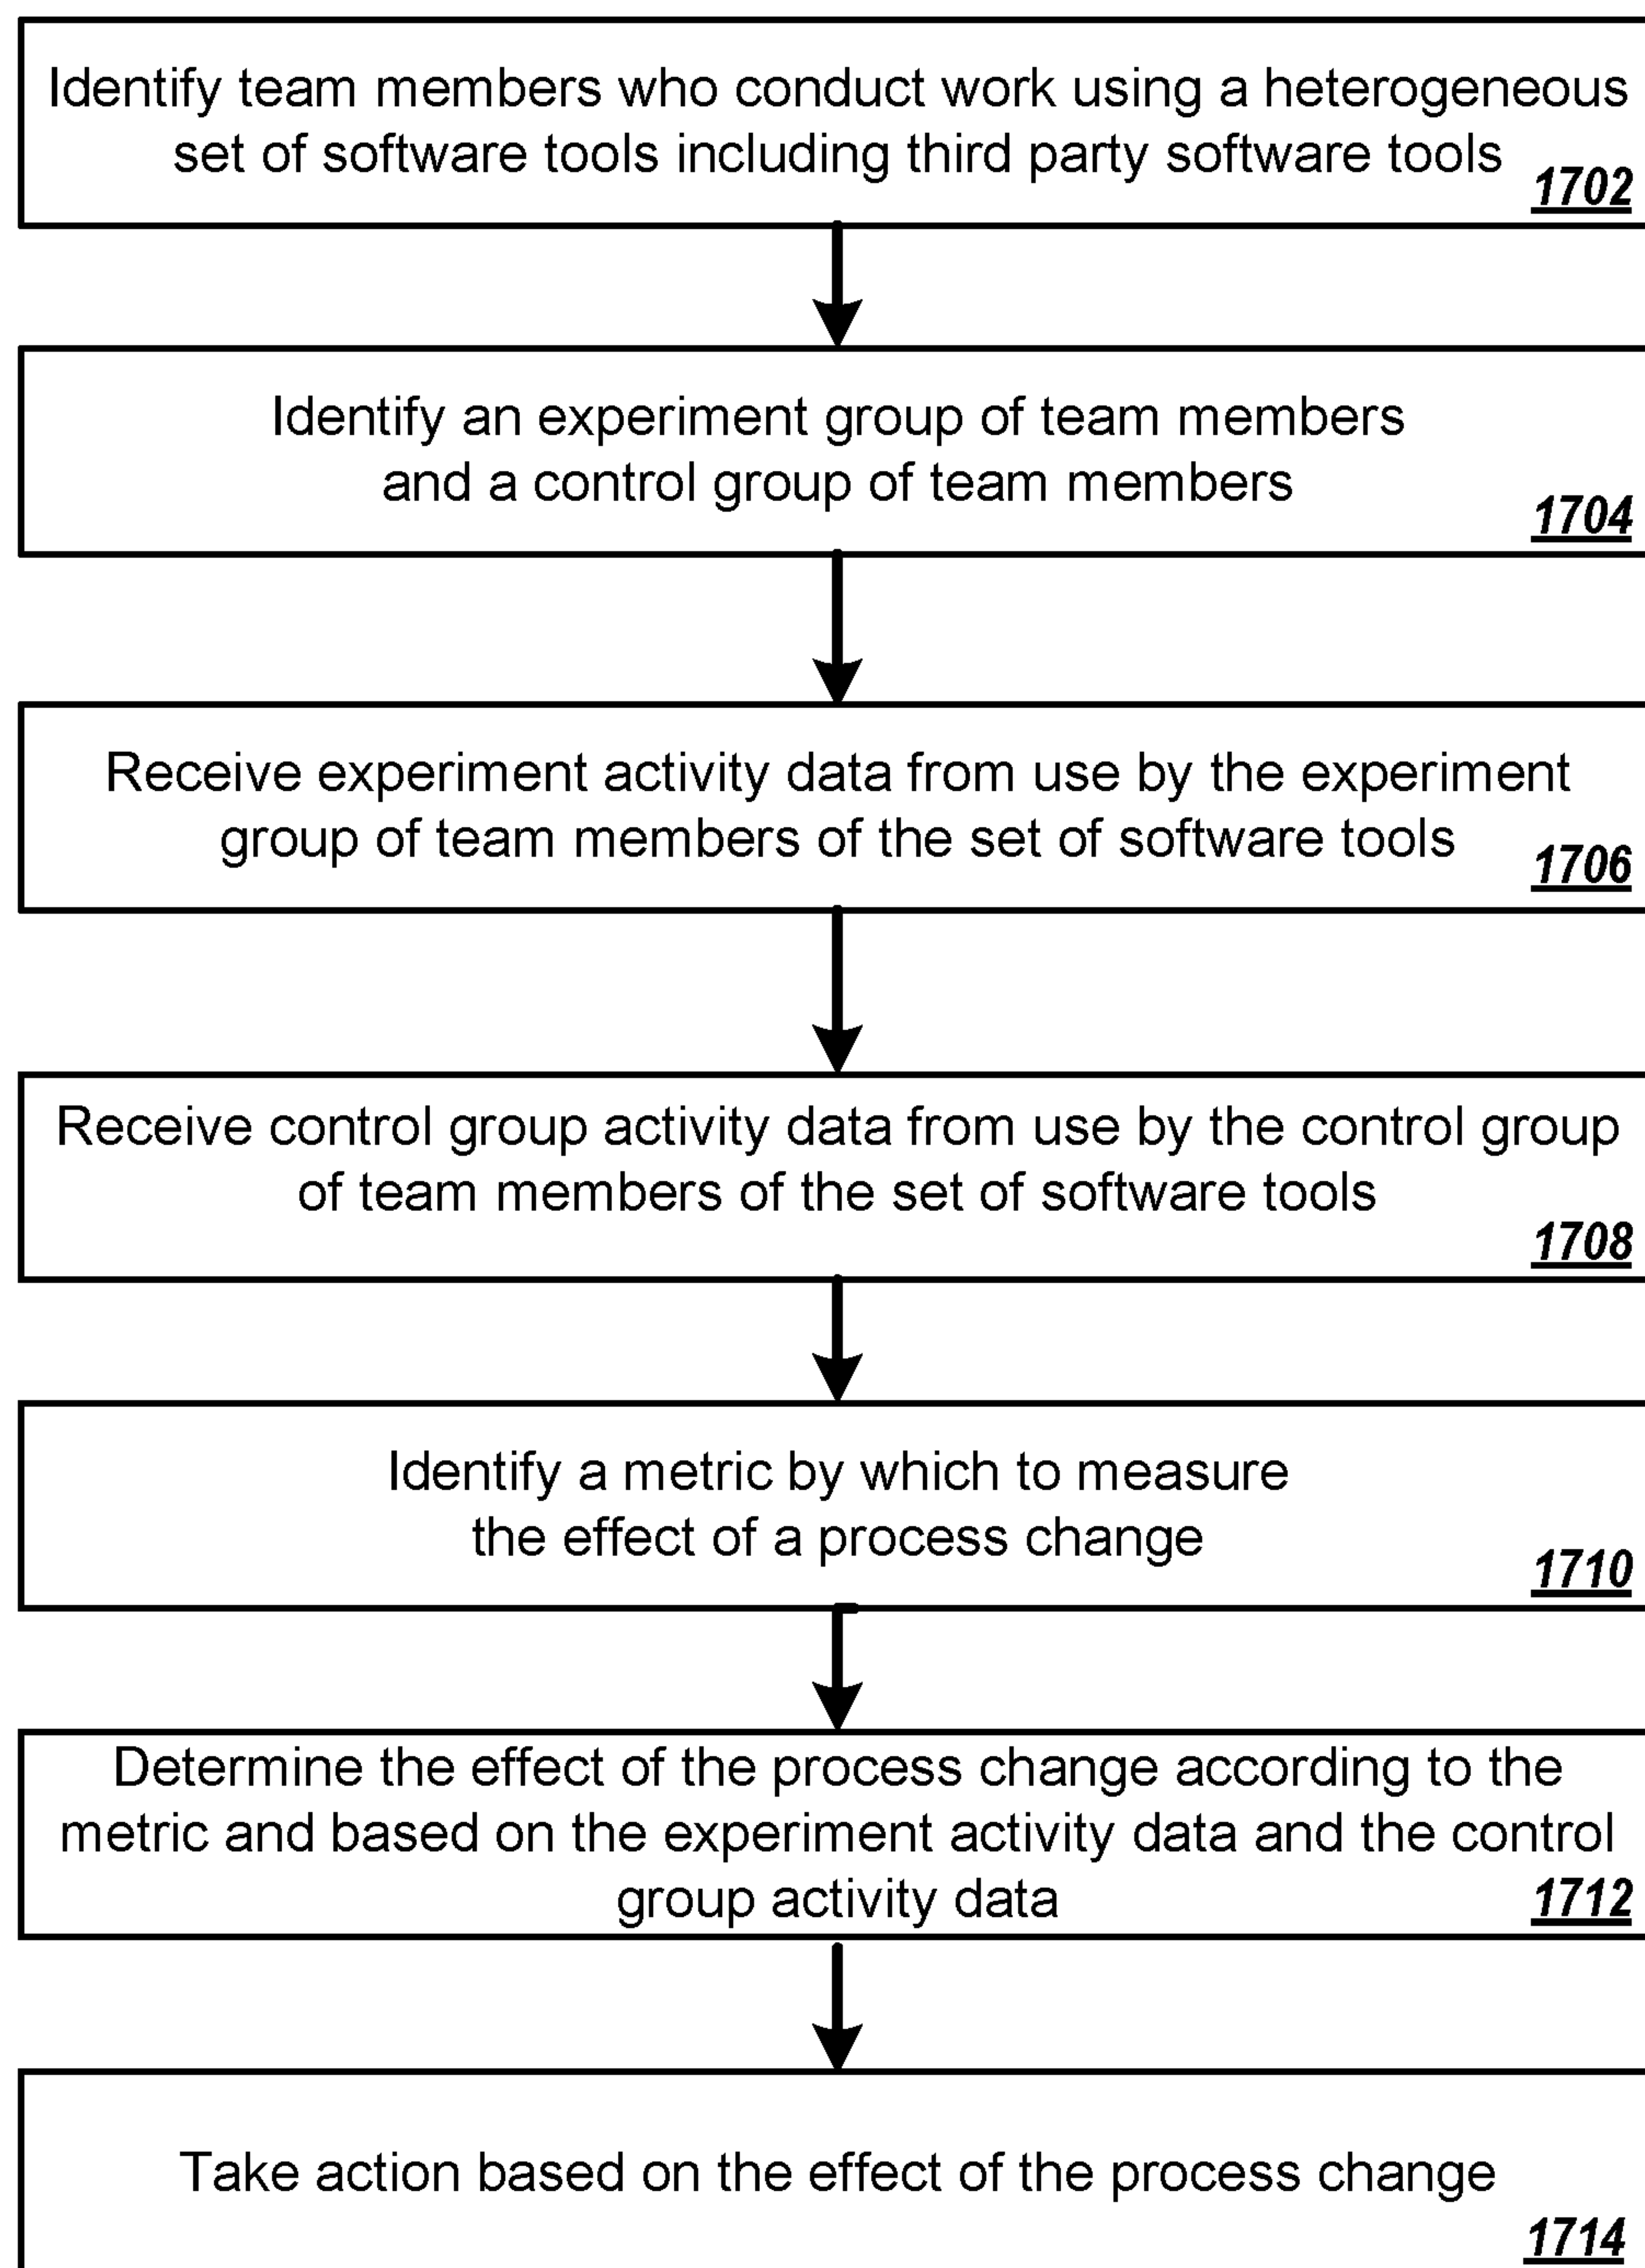 Identify team members who conduct work using a heterogeneous
set of software tools including third party software tools
1702
Identify an experiment group of team members
and a control group of team members
1704
Receive experiment activity data from use by the experiment
group of team members of the set of software tools
1706
Receive control group activity data from use by the control group
of team members of the set of software tools
1708
Identify a metric by which to measure
the effect of a process change
1710
Determine the effect of the process change according to the
metric and based on the experiment activity data and the control
group activity data
1712
Take action based on the effect of the process change
1714